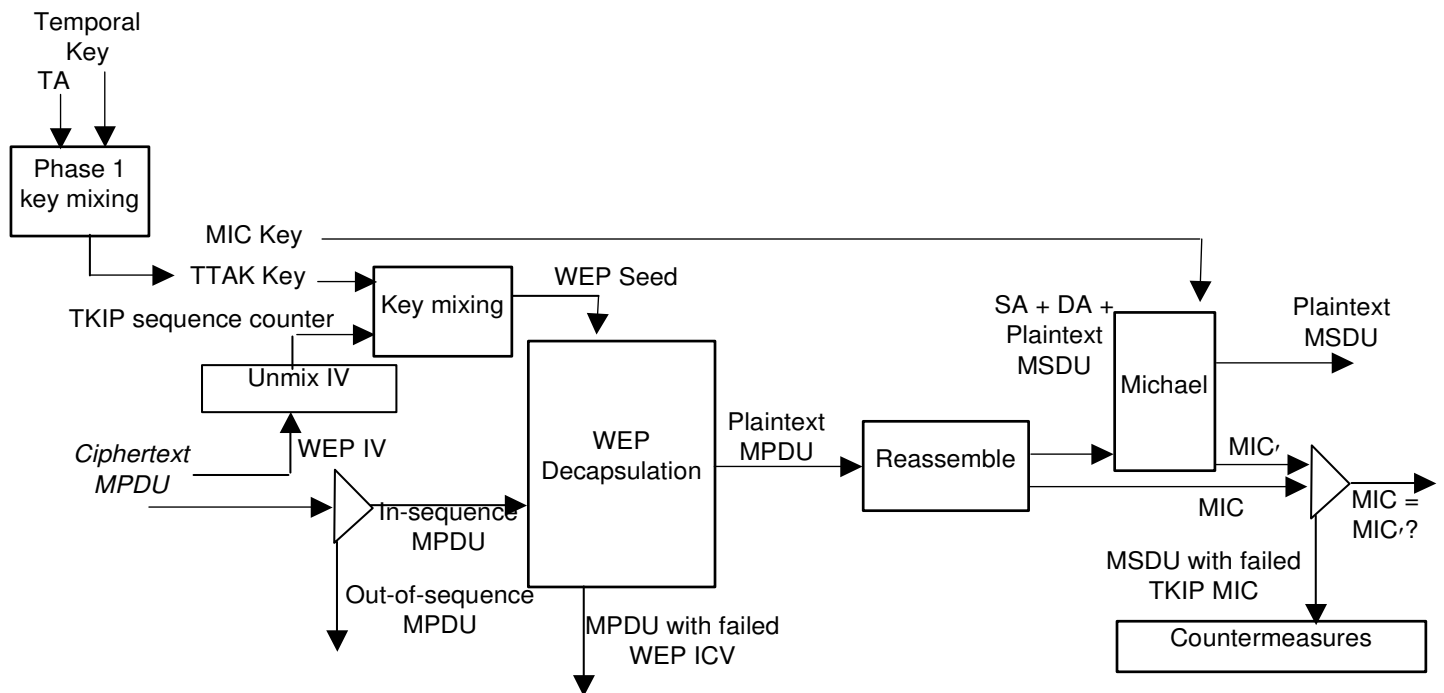 Temporal
Key
TA
Phase 1
key mixing
MIC Key
TTAK Key
TKIP sequence counter
Key mixing
WEP Seed
Unmix IV
WEP IV
Ciphertext
MPDU
In-sequence
MPDU
Out-of-sequence
MPDU
WEP
Decapsulation
MPDU with failed
WEP ICV
Plaintext
MPDU
Reassemble
SA + DA +
Plaintext
MSDU
Michael
Plaintext
MSDU
MIC′
MIC
MIC =
MIC′?
MSDU with failed
TKIP MIC
Countermeasures